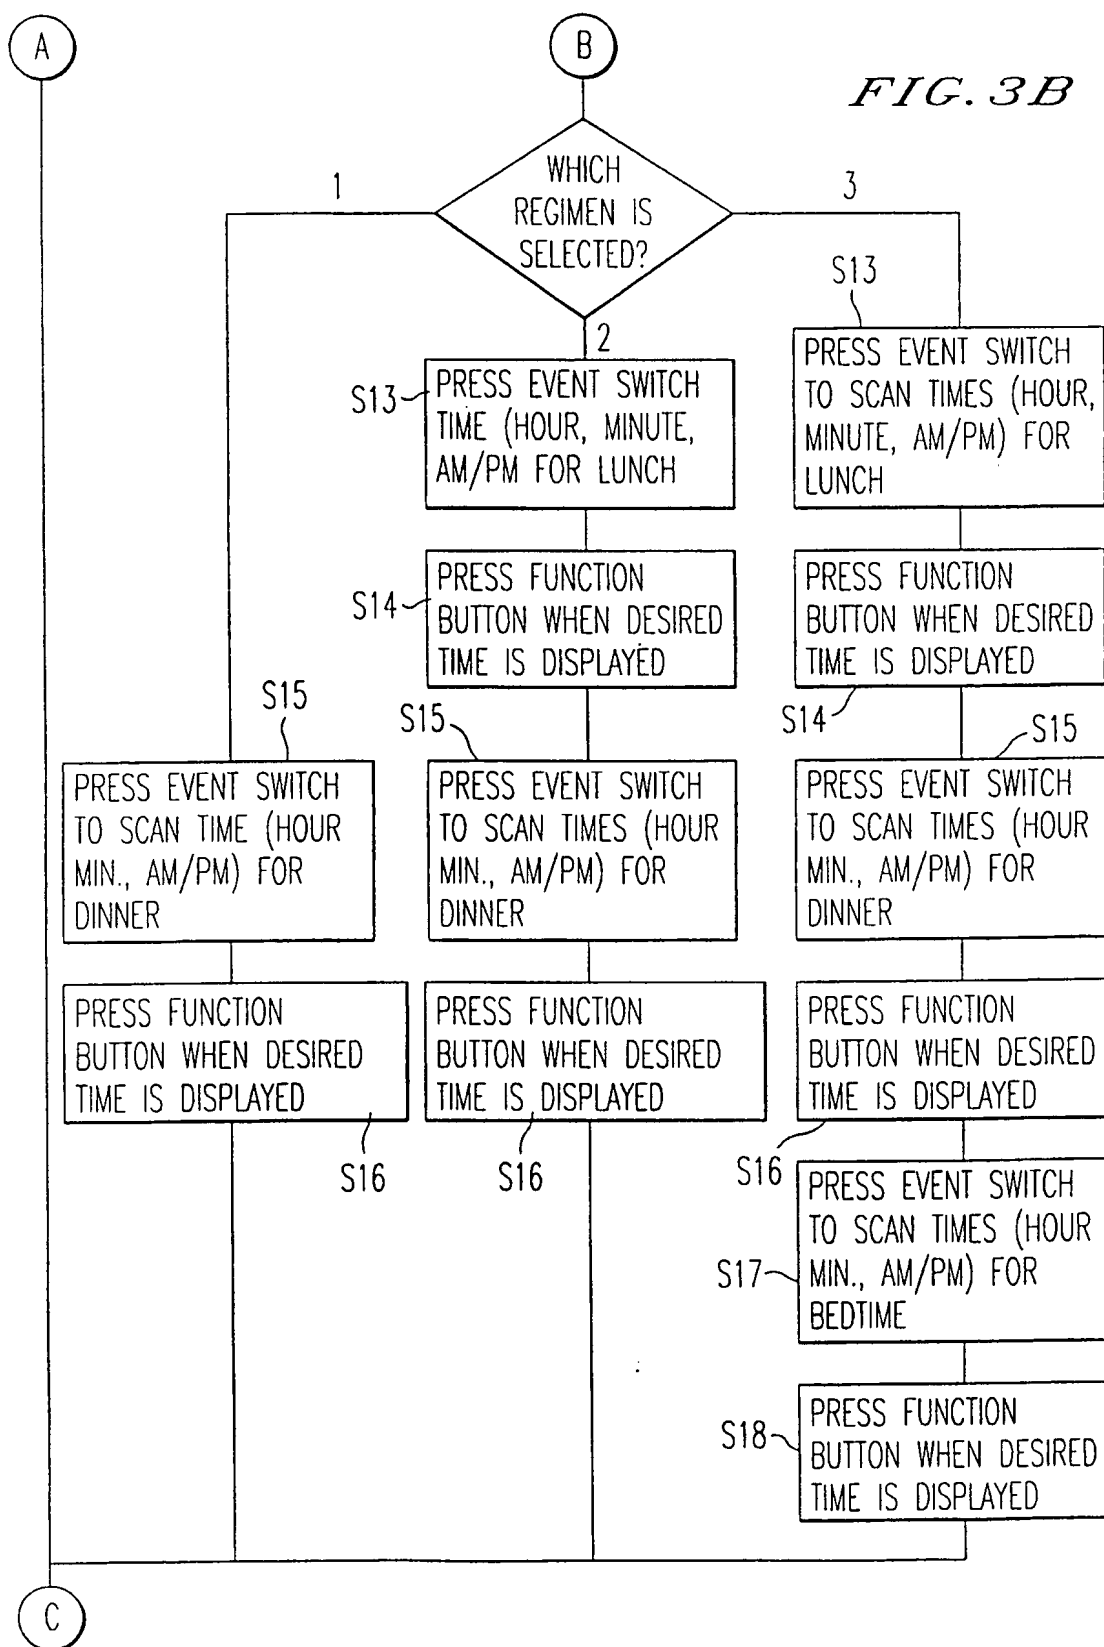 A
B
FIG. 3B
WHICH
REGIMEN IS
SELECTED?
1
3
2
S13
PRESS EVENT SWITCH
TIME (HOUR, MINUTE,
AM/PM FOR LUNCH
S13
PRESS EVENT SWITCH
TO SCAN TIMES (HOUR,
MINUTE, AM/PM) FOR
LUNCH
S14
PRESS FUNCTION
BUTTON WHEN DESIRED
TIME IS DISPLAYED
PRESS FUNCTION
BUTTON WHEN DESIRED
TIME IS DISPLAYED
S14
S15
PRESS EVENT SWITCH
TO SCAN TIME (HOUR
MIN., AM/PM) FOR
DINNER
S15
PRESS EVENT SWITCH
TO SCAN TIMES (HOUR
MIN., AM/PM) FOR
DINNER
S15
PRESS EVENT SWITCH
TO SCAN TIMES (HOUR
MIN., AM/PM) FOR
DINNER
PRESS FUNCTION
BUTTON WHEN DESIRED
TIME IS DISPLAYED
S16
PRESS FUNCTION
BUTTON WHEN DESIRED
TIME IS DISPLAYED
S16
PRESS FUNCTION
BUTTON WHEN DESIRED
TIME IS DISPLAYED
S16
S17
PRESS EVENT SWITCH
TO SCAN TIMES (HOUR
MIN., AM/PM) FOR
BEDTIME
S18
PRESS FUNCTION
BUTTON WHEN DESIRED
TIME IS DISPLAYED
C